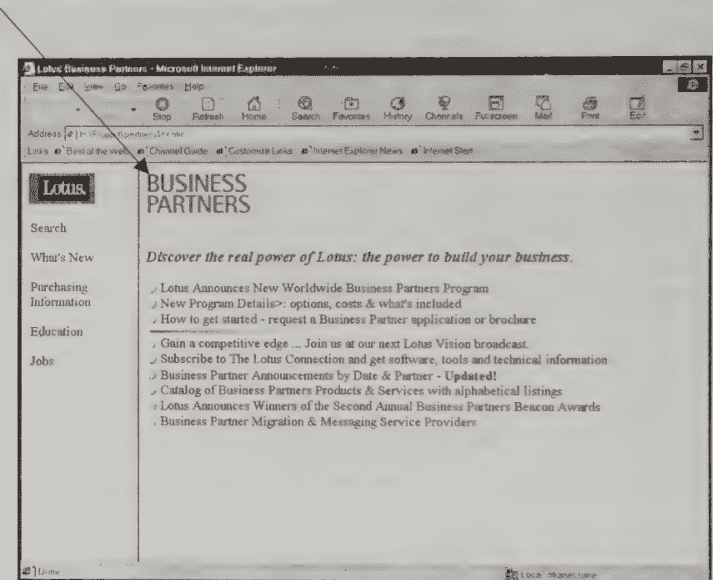 Lotus Business Partners - Microsoft Internet Explorer
File Edit View Go Favorites Help
Stop Refresh Home Search Favorites History Channels Fullscreen Mail Print Edit
Address
Links Best of the Web Channel Guide Customize Links Internet Explorer News Internet Start
Lotus.
Search
What's New
Purchasing
Information
Education
Jobs
BUSINESS
PARTNERS
Discover the real power of Lotus: the power to build your business.
Lotus Announces New Worldwide Business Partners Program
New Program Details>: options, costs & what's included
How to get started - request a Business Partner application or brochure
Gain a competitive edge ... Join us at our next Lotus Vision broadcast.
Subscribe to The Lotus Connection and get software, tools and technical information
Business Partner Announcements by Date & Partner - Updated!
Catalog of Business Partners Products & Services with alphabetical listings
Lotus Announces Winners of the Second Annual Business Partners Beacon Awards
Business Partner Migration & Messaging Service Providers
Done
Local intranet zone